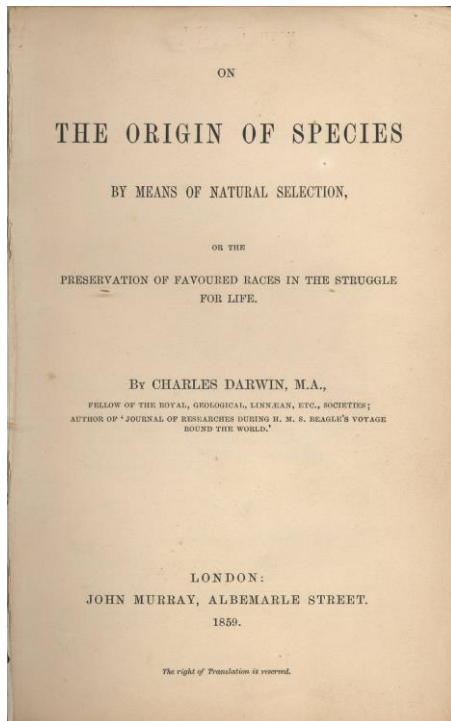 ON
THE ORIGIN OF SPECIES
BY MEANS OF NATURAL SELECTION,
OR THE
PRESERVATION OF FAVOURED RACES IN THE STRUGGLE
FOR LIFE.
BY CHARLES DARWIN, M.A.,
FELLOW OF THE ROYAL, GEOLOGICAL, LINNÆAN, ETC., SOCIETIES;
AUTHOR OF 'JOURNAL OF RESEARCHES DURING H. M. S. BEAGLE'S VOYAGE
ROUND THE WORLD.'
LONDON:
JOHN MURRAY, ALBEMARLE STREET.
1859.
The right of Translation is reserved.